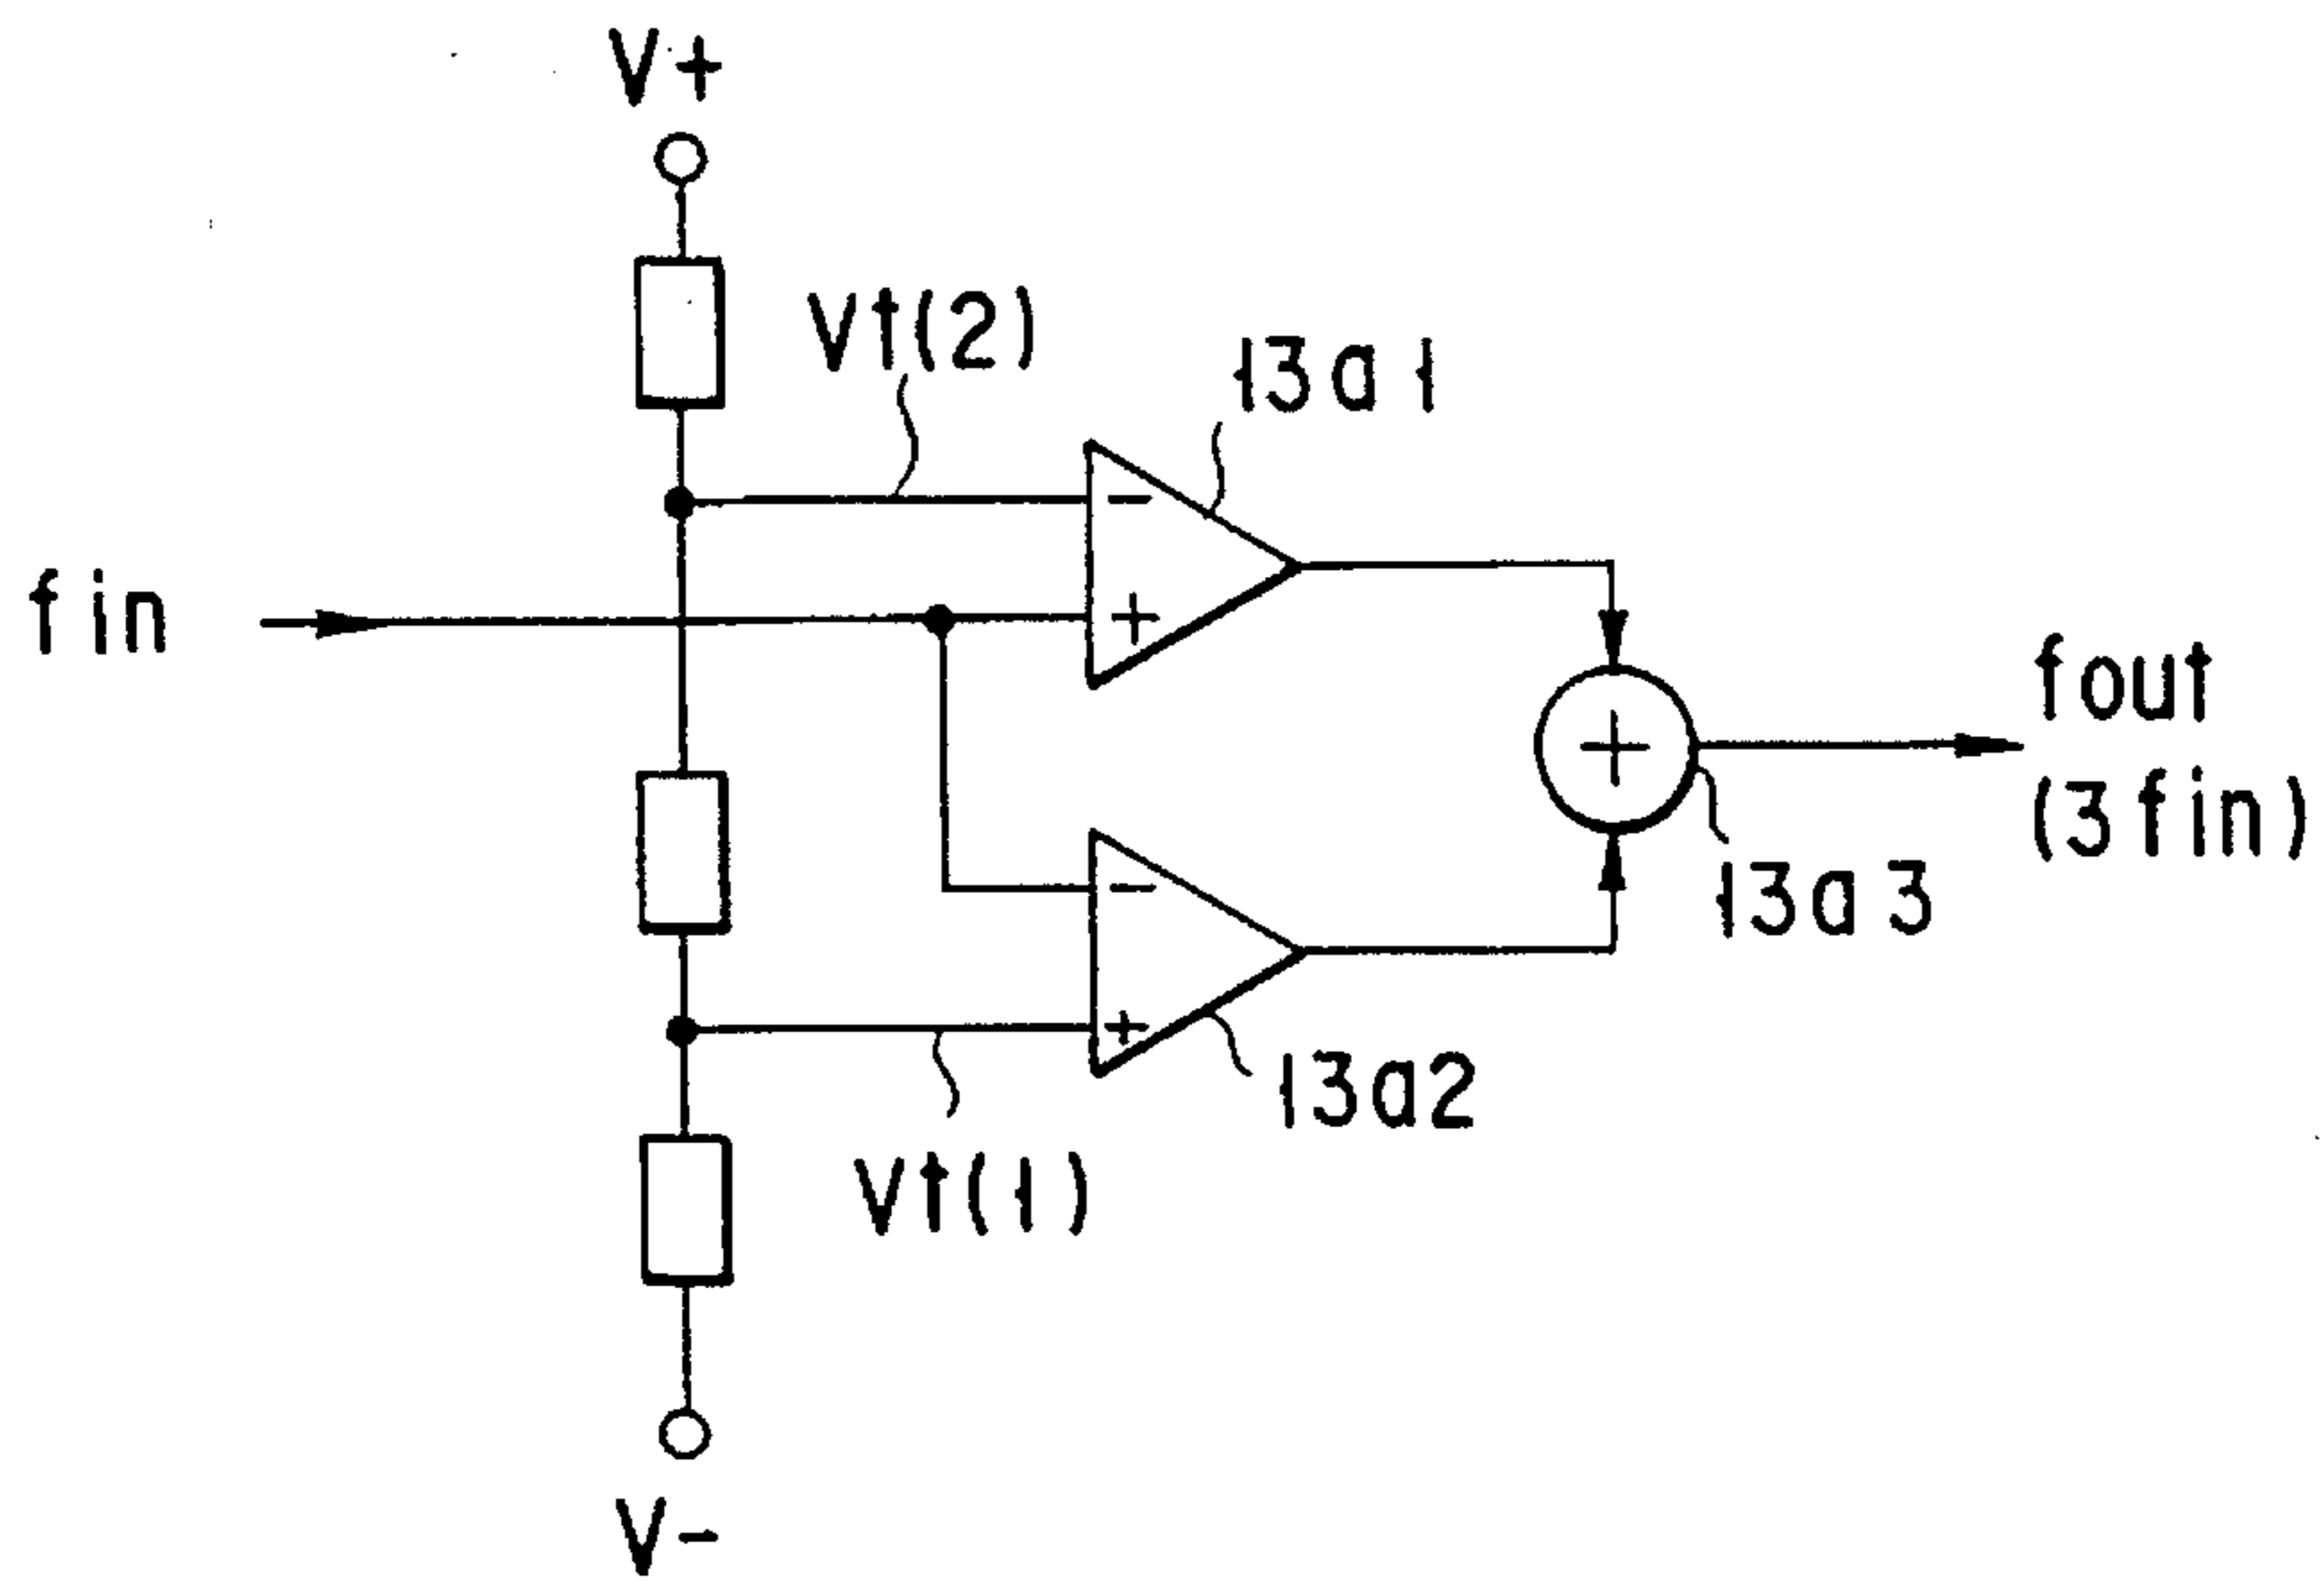 V+
Vt(2)
13a1
fin
fout
(3fin)
13a3
13a2
Vt(1)
V-